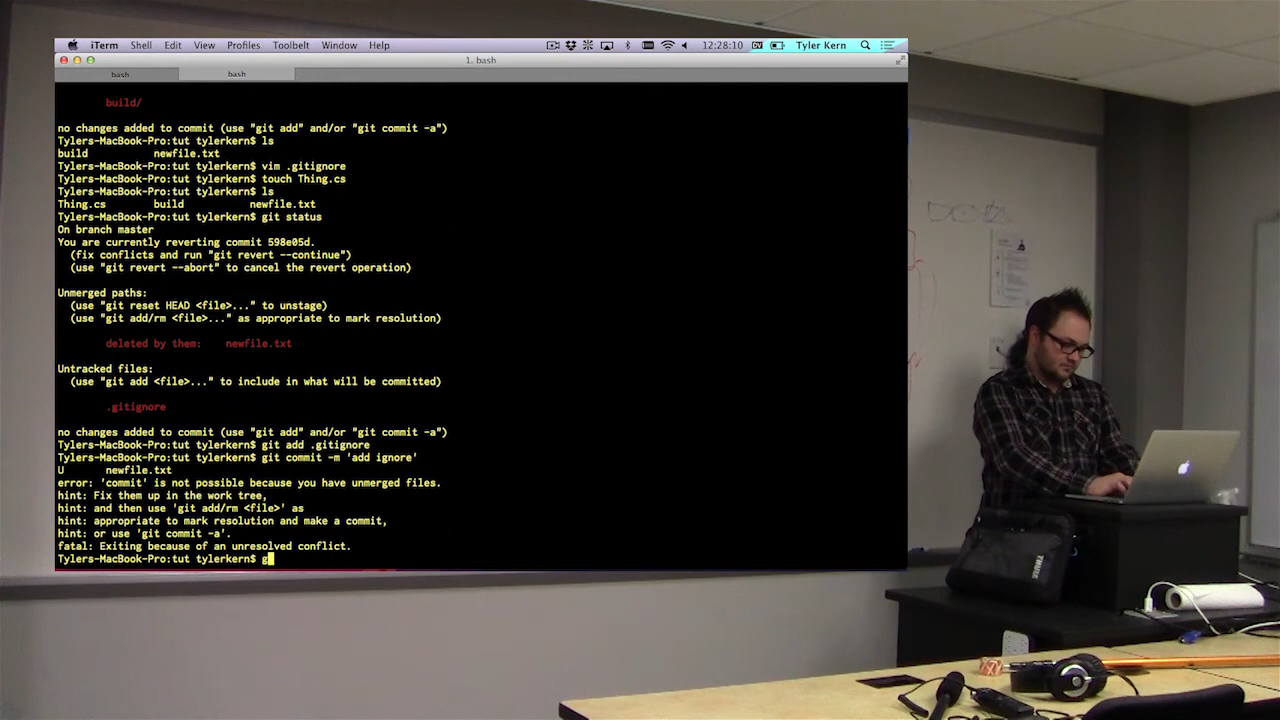 iTerm Shell Edit View Profiles Toolbelt Window Help 12:28:10 Tyler Kern
1. bash
bash bash
build/
no changes added to commit (use "git add" and/or "git commit -a")
Tylers-MacBook-Pro:tut tylerkern$ ls
build newfile.txt
Tylers-MacBook-Pro:tut tylerkern$ vim .gitignore
Tylers-MacBook-Pro:tut tylerkern$ touch Thing.cs
Tylers-MacBook-Pro:tut tylerkern$ ls
Thing.cs build newfile.txt
Tylers-MacBook-Pro:tut tylerkern$ git status
On branch master
You are currently reverting commit 598e05d.
(fix conflicts and run "git revert --continue")
(use "git revert --abort" to cancel the revert operation)
Unmerged paths:
(use "git reset HEAD <file>..." to unstage)
(use "git add/rm <file>..." as appropriate to mark resolution)
deleted by them: newfile.txt
Untracked files:
(use "git add <file>..." to include in what will be committed)
.gitignore
no changes added to commit (use "git add" and/or "git commit -a")
Tylers-MacBook-Pro:tut tylerkern$ git add .gitignore
Tylers-MacBook-Pro:tut tylerkern$ git commit -m 'add ignore'
U newfile.txt
error: 'commit' is not possible because you have unmerged files.
hint: Fix them up in the work tree,
hint: and then use 'git add/rm <file>' as
hint: appropriate to mark resolution and make a commit,
hint: or use 'git commit -a'.
fatal: Exiting because of an unresolved conflict.
Tylers-MacBook-Pro:tut tylerkern$ g
THULE